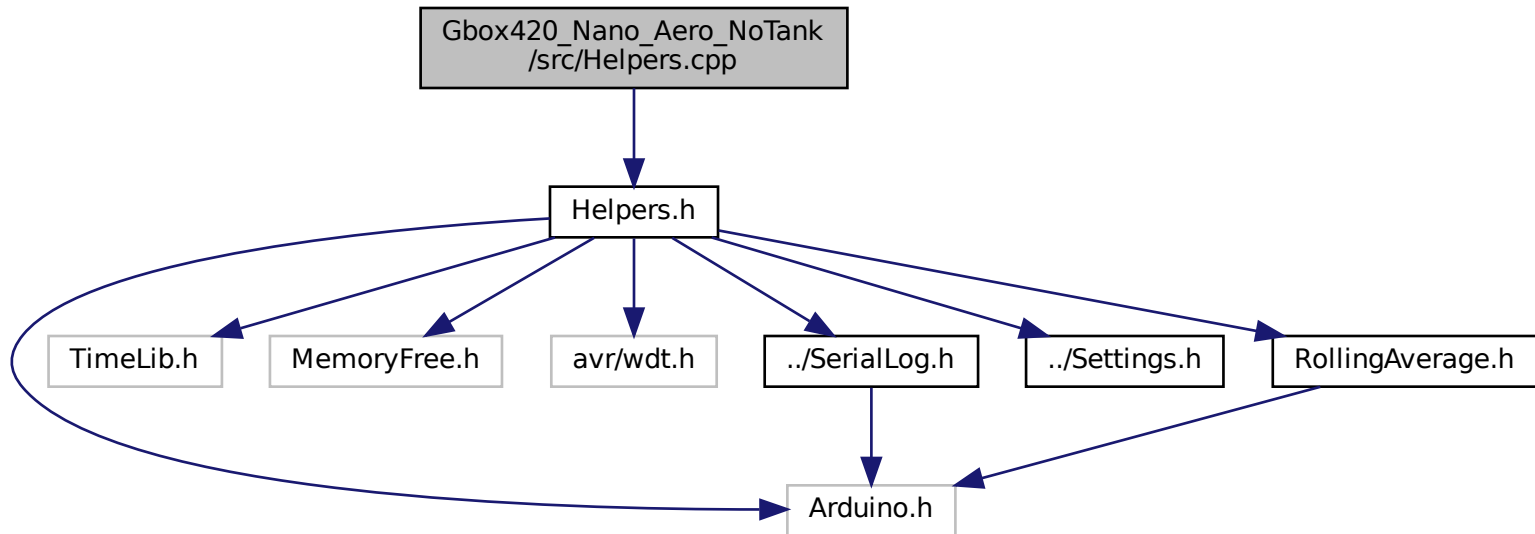 Gbox420_Nano_Aero_NoTank
/src/Helpers.cpp
Helpers.h
TimeLib.h
MemoryFree.h
avr/wdt.h
../SerialLog.h
../Settings.h
RollingAverage.h
Arduino.h